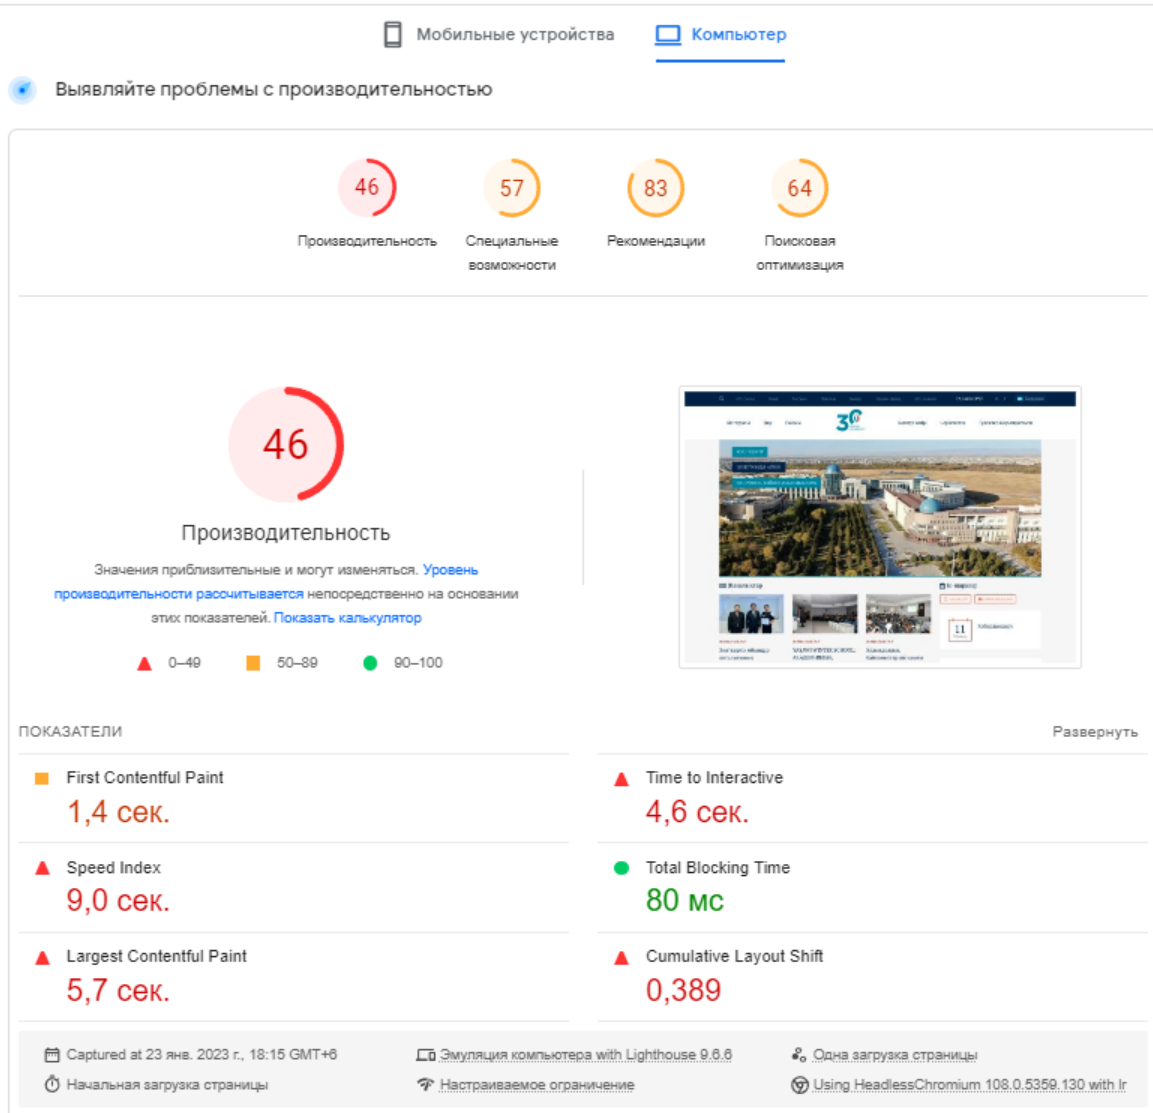 Мобильные устройства
Компьютер
Выявляйте проблемы с производительностью
46
57
83
64
Производительность
Специальные
возможности
Рекомендации
Поисковая
оптимизация
46
Производительность
Значения приблизительные и могут изменяться. Уровень
производительности рассчитывается непосредственно на основании
этих показателей. Показать калькулятор
0–49
50–89
90–100
30
11
ПОКАЗАТЕЛИ
Развернуть
First Contentful Paint
1,4 сек.
Time to Interactive
4,6 сек.
Speed Index
9,0 сек.
Total Blocking Time
80 мс
Largest Contentful Paint
5,7 сек.
Cumulative Layout Shift
0,389
Captured at 23 янв. 2023 г., 18:15 GMT+6
Эмуляция компьютера with Lighthouse 9.6.6
Одна загрузка страницы
Начальная загрузка страницы
Настраиваемое ограничение
Using HeadlessChromium 108.0.5359.130 with lr